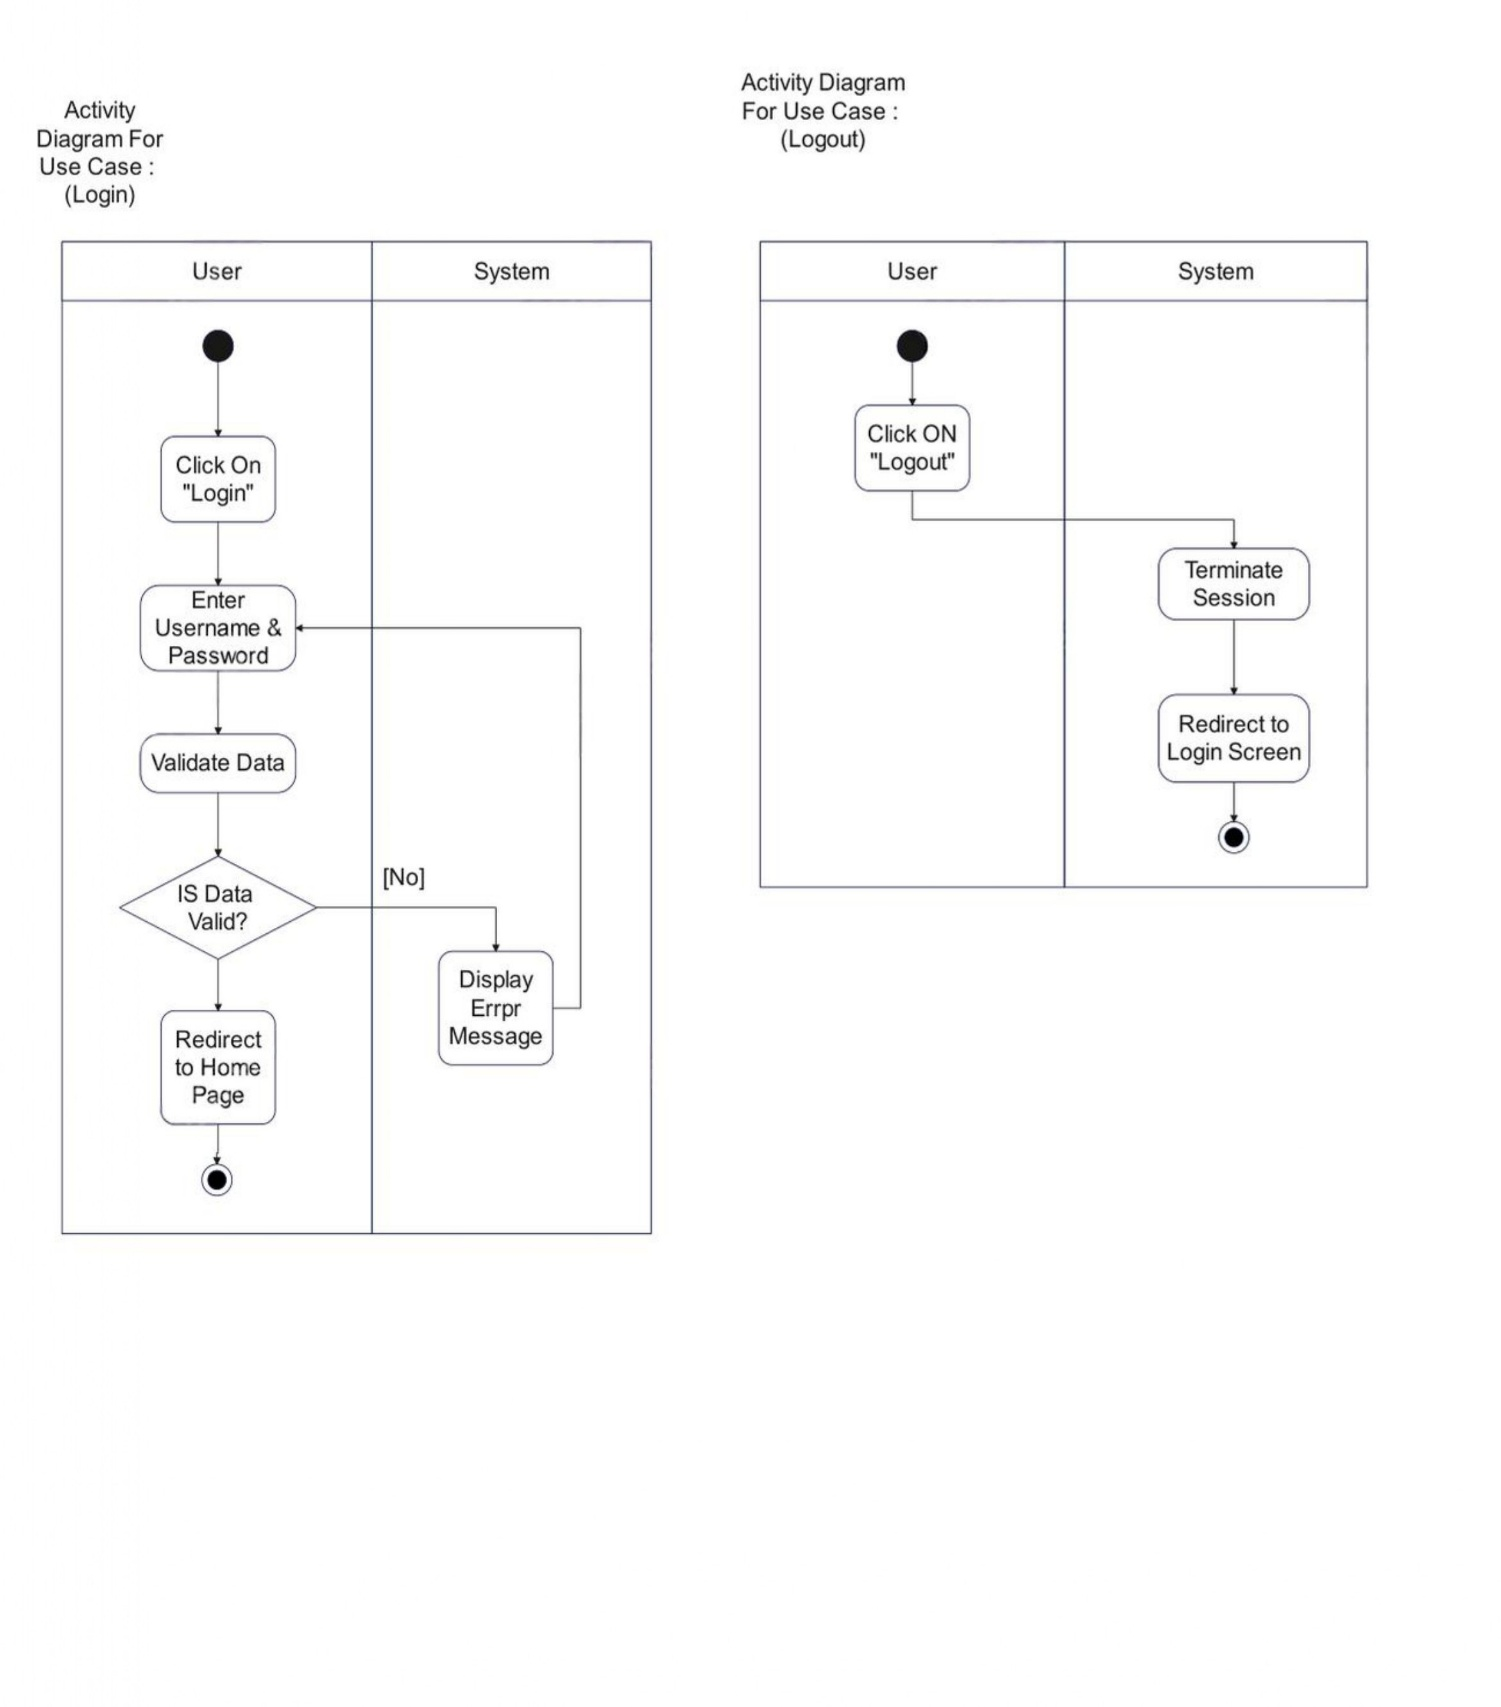 Activity
Diagram For
Use Case :
(Login)
User
System
Click On
"Login"
Enter
Username &
Password
Validate Data
IS Data
Valid?
[No]
Display
Errpr
Message
Redirect
to Home
Page
Activity Diagram
For Use Case :
(Logout)
User
System
Click ON
"Logout"
Terminate
Session
Redirect to
Login Screen